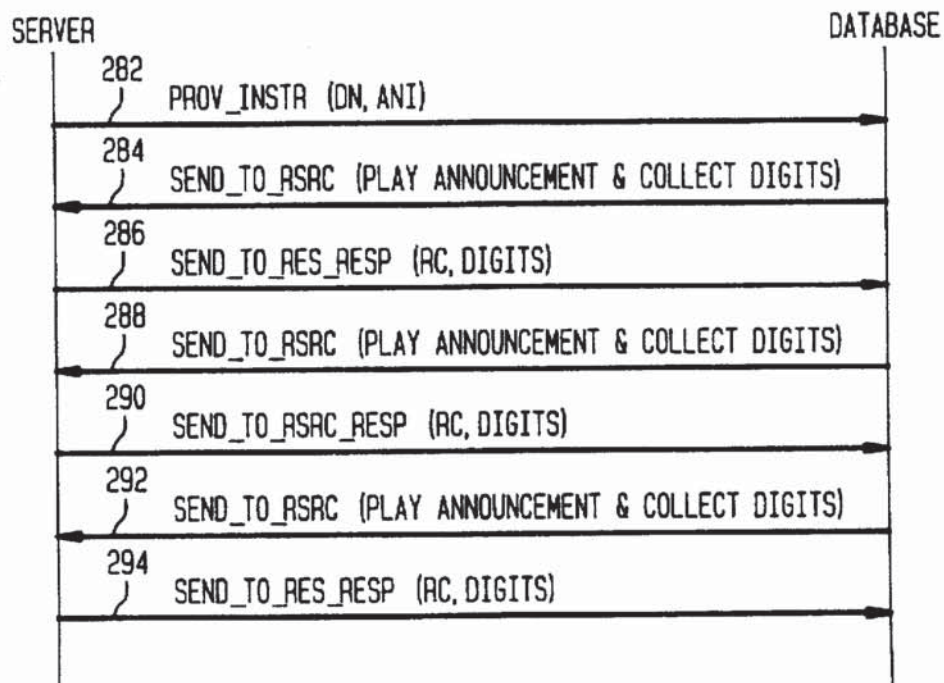 SERVER
DATABASE
282
PROV_INSTR (DN, ANI)
284
SEND_TO_RSRC (PLAY ANNOUNCEMENT & COLLECT DIGITS)
286
SEND_TO_RES_RESP (RC, DIGITS)
288
SEND_TO_RSRC (PLAY ANNOUNCEMENT & COLLECT DIGITS)
290
SEND_TO_RSRC_RESP (RC, DIGITS)
292
SEND_TO_RSRC (PLAY ANNOUNCEMENT & COLLECT DIGITS)
294
SEND_TO_RES_RESP (RC, DIGITS)